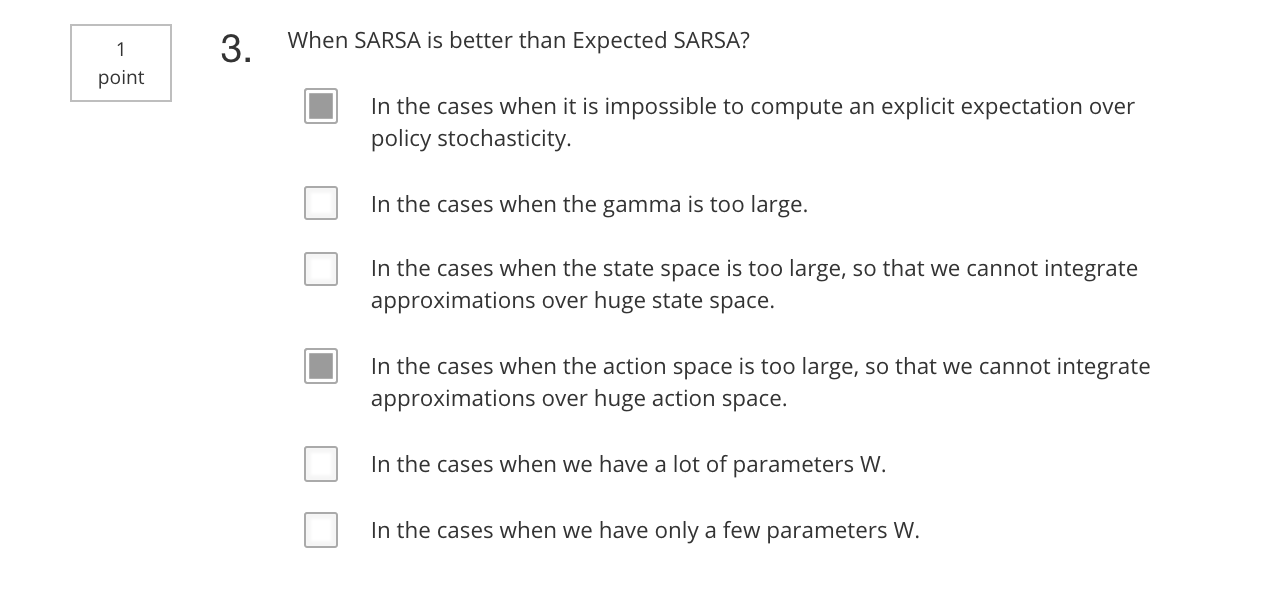 1
point
3.
When SARSA is better than Expected SARSA?
In the cases when it is impossible to compute an explicit expectation over
policy stochasticity.
In the cases when the gamma is too large.
In the cases when the state space is too large, so that we cannot integrate
approximations over huge state space.
In the cases when the action space is too large, so that we cannot integrate
approximations over huge action space.
In the cases when we have a lot of parameters W.
In the cases when we have only a few parameters W.